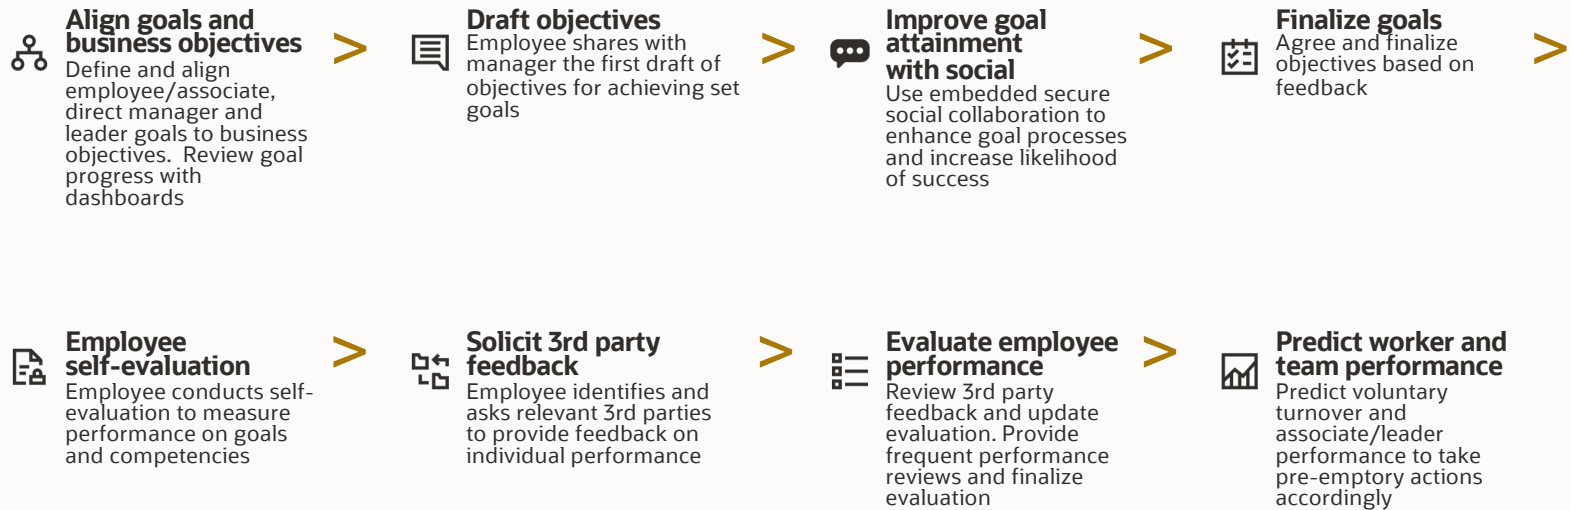 Align goals and
business objectives
Define and align
employee/associate,
direct manager and
leader goals to business
objectives.  Review goal
progress with
dashboards
>
Draft objectives
Employee shares with
manager the first draft of
objectives for achieving set
goals
>
Improve goal
attainment
with social
Use embedded secure
social collaboration to
enhance goal processes
and increase likelihood
of success
>
Finalize goals
Agree and finalize
objectives based on
feedback
>
Employee
self-evaluation
Employee conducts self-
evaluation to measure
performance on goals
and competencies
>
Solicit 3rd party
feedback
Employee identifies and
asks relevant 3rd parties
to provide feedback on
individual performance
>
Evaluate employee
performance
Review 3rd party
feedback and update
evaluation. Provide
frequent performance
reviews and finalize
evaluation
>
Predict worker and
team performance
Predict voluntary
turnover and
associate/leader
performance to take
pre-emptory actions
accordingly